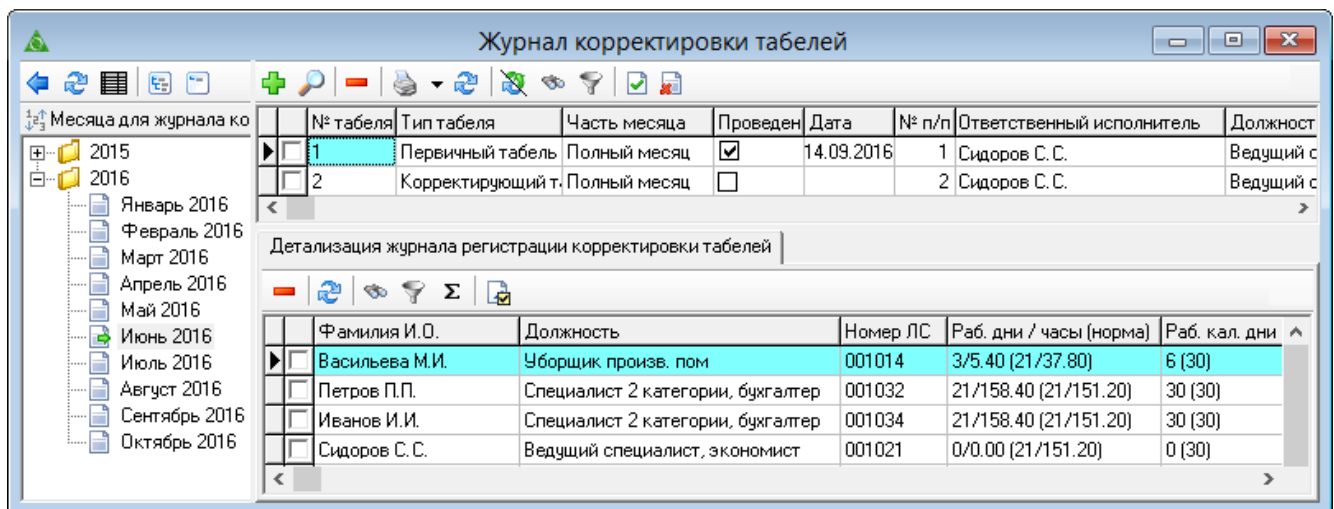 Журнал корректировки табелей
Месяца для журнала ко
2015
2016
Январь 2016
Февраль 2016
Март 2016
Апрель 2016
Май 2016
Июнь 2016
Июль 2016
Август 2016
Сентябрь 2016
Октябрь 2016
№ табеля Тип табеля Часть месяца Проведен Дата № п/п Ответственный исполнитель Должност
1 Первичный табель Полный месяц 14.09.2016 1 Сидоров С. С. Ведущий с
2 Корректирующий т Полный месяц 2 Сидоров С. С. Ведущий с
Детализация журнала регистрации корректировки табелей
Σ
Фамилия И.О. Должность Номер ЛС Раб. дни / часы (норма) Раб. кал. дни
Васильева М.И. Уборщик произв. пом 001014 3/5.40 (21/37.80) 6 (30)
Петров П.П. Специалист 2 категории, бухгалтер 001032 21/158.40 (21/151.20) 30 (30)
Иванов И.И. Специалист 2 категории, бухгалтер 001034 21/158.40 (21/151.20) 30 (30)
Сидоров С. С. Ведущий специалист, экономист 001021 0/0.00 (21/151.20) 0 (30)